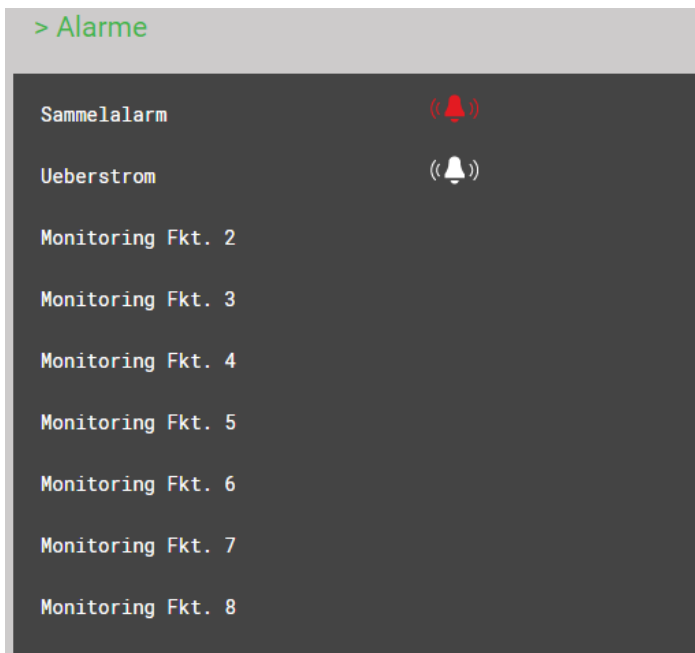 > Alarme
Sammelalarm
Ueberstrom
Monitoring Fkt. 2
Monitoring Fkt. 3
Monitoring Fkt. 4
Monitoring Fkt. 5
Monitoring Fkt. 6
Monitoring Fkt. 7
Monitoring Fkt. 8